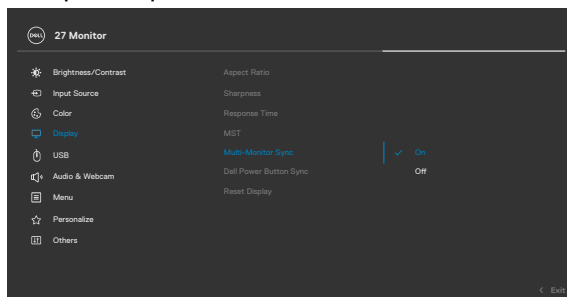 DELL 27 Monitor
Brightness/Contrast
Input Source
Color
Display
USB
Audio & Webcam
Menu
Personalize
Others
Aspect Ratio
Sharpness
Response Time
MST
Multi-Monitor Sync
Dell Power Button Sync
Reset Display
On
Off
Exit